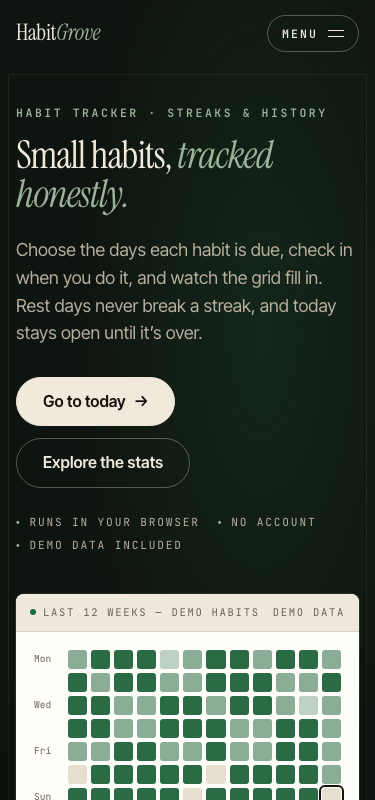 HabitGrove
MENU
HABIT TRACKER · STREAKS & HISTORY
Small habits, tracked
honestly.
Choose the days each habit is due, check in
when you do it, and watch the grid fill in.
Rest days never break a streak, and today
stays open until it’s over.
Go to today →
Explore the stats
RUNS IN YOUR BROWSER
NO ACCOUNT
DEMO DATA INCLUDED
LAST 12 WEEKS — DEMO HABITS
DEMO DATA
Mon
Wed
Fri
Sun